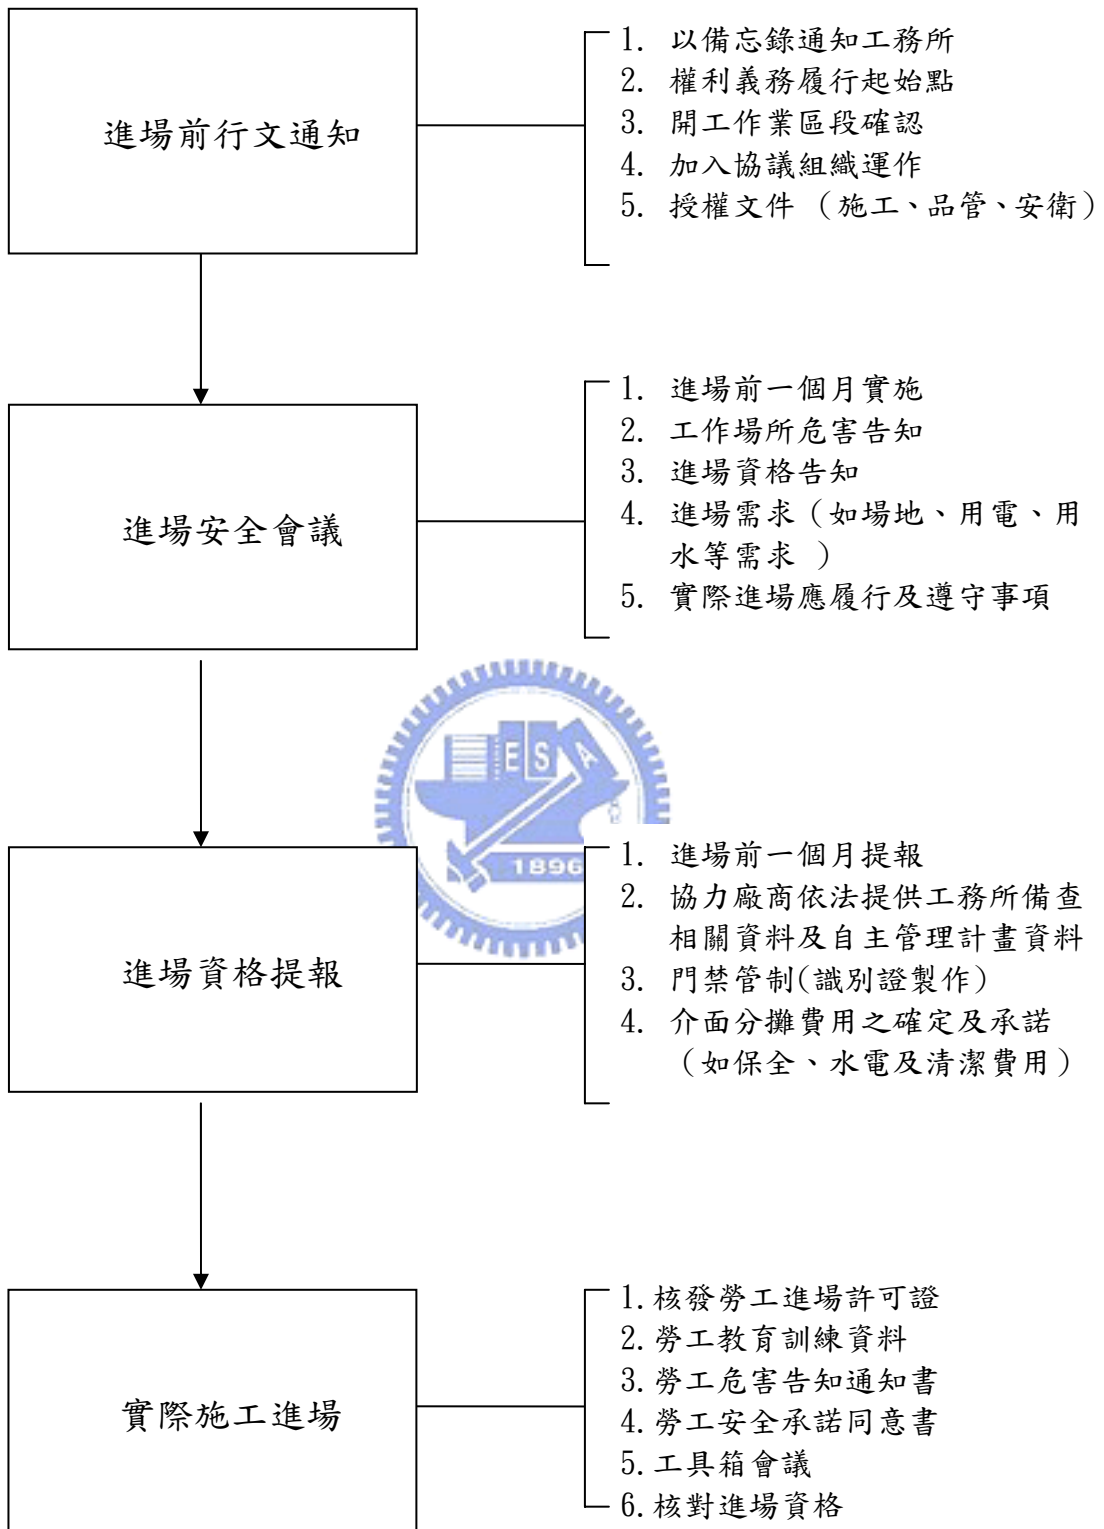 進場前行文通知
1. 以備忘錄通知工務所
2. 權利義務履行起始點
3. 開工作業區段確認
4. 加入協議組織運作
5. 授權文件 （施工、品管、安衛）
進場安全會議
1. 進場前一個月實施
2. 工作場所危害告知
3. 進場資格告知
4. 進場需求（如場地、用電、用
水等需求 ）
5. 實際進場應履行及遵守事項
ESA
1896
進場資格提報
1. 進場前一個月提報
2. 協力廠商依法提供工務所備查
相關資料及自主管理計畫資料
3. 門禁管制(識別證製作)
4. 介面分攤費用之確定及承諾
（如保全、水電及清潔費用）
實際施工進場
1.核發勞工進場許可證
2.勞工教育訓練資料
3.勞工危害告知通知書
4.勞工安全承諾同意書
5.工具箱會議
6.核對進場資格